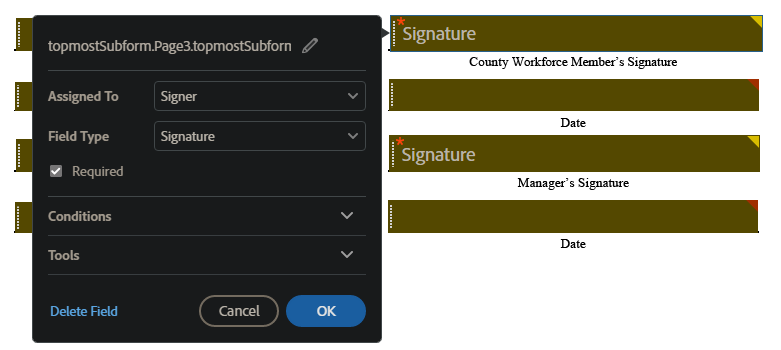 topmostSubform.Page3.topmostSubforn
Assigned To
Signer
Field Type
Signature
Required
Conditions
Tools
Delete Field
Cancel
OK
* Signature
County Workforce Member’s Signature
Date
* Signature
Manager’s Signature
Date